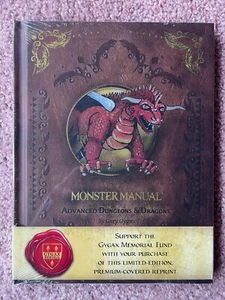 MONSTER MANUAL
ADVANCED DUNGEONS & DRAGONS
By Gary Gygax
SUPPORT THE
GYGAX MEMORIAL FUND
WITH YOUR PURCHASE
OF THIS LIMITED-EDITION,
PREMIUM-COVERED REPRINT
GYGAX